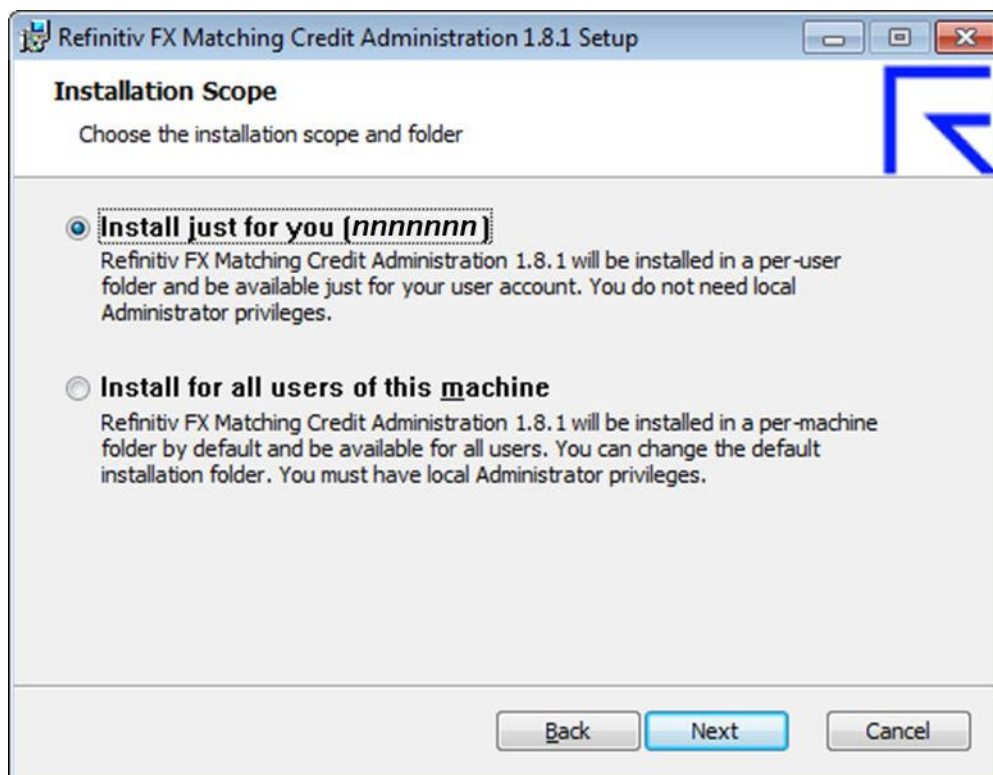 Refinitiv FX Matching Credit Administration 1.8.1 Setup
Installation Scope
Choose the installation scope and folder
Install just for you (nnnnnnn)
Refinitiv FX Matching Credit Administration 1.8.1 will be installed in a per-user
folder and be available just for your user account. You do not need local
Administrator privileges.
Install for all users of this machine
Refinitiv FX Matching Credit Administration 1.8.1 will be installed in a per-machine
folder by default and be available for all users. You can change the default
installation folder. You must have local Administrator privileges.
Back Next Cancel